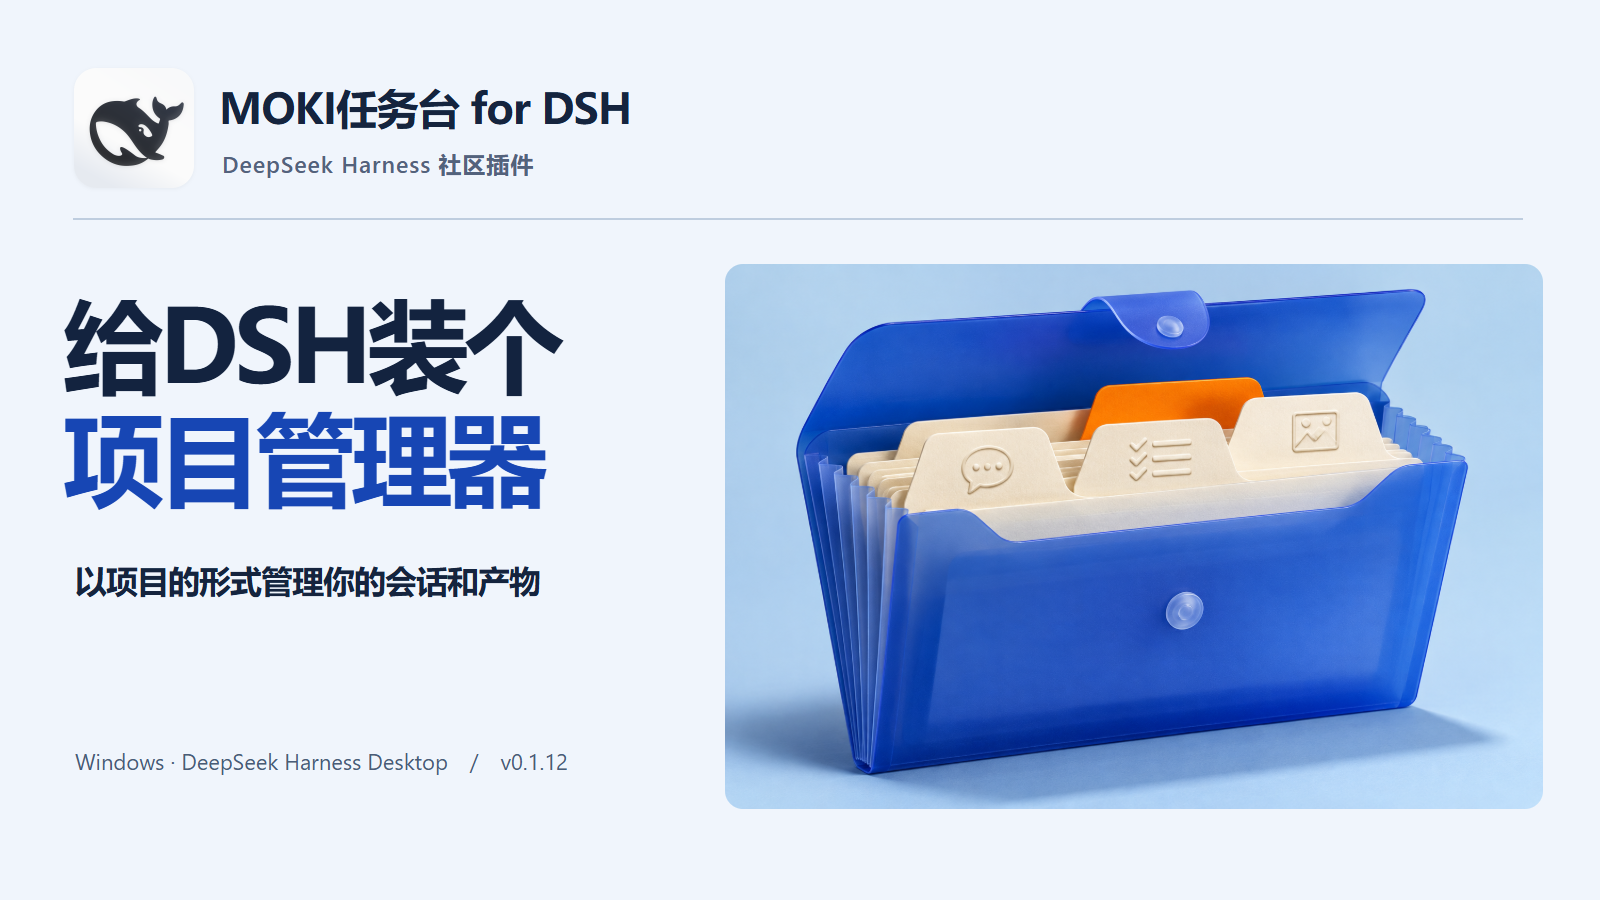 MOKI任务台 for DSH
DeepSeek Harness 社区插件
给DSH装个
项目管理器
以项目的形式管理你的会话和产物
Windows · DeepSeek Harness Desktop / v0.1.12